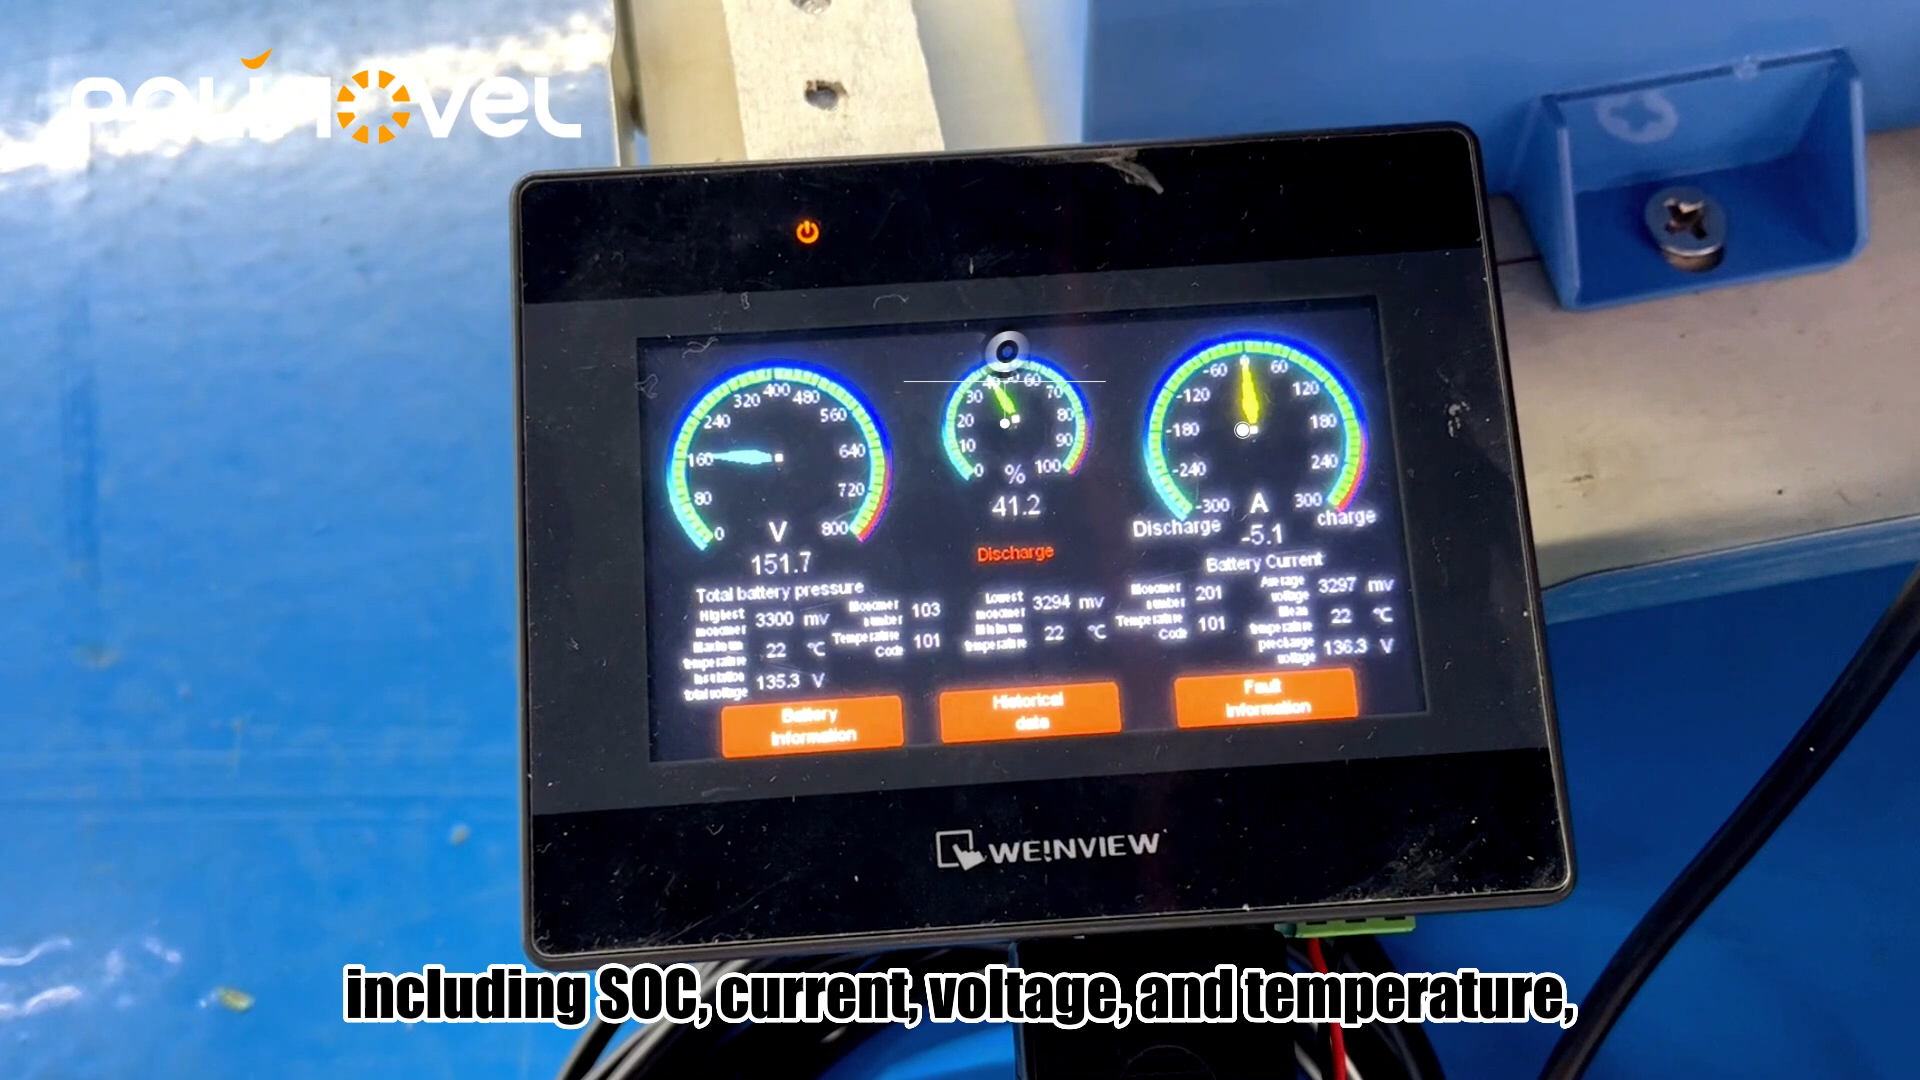 POLINOVEL
320 400 480
240 560
160 640
80 720
0 800
V
151.7
Total battery pressure
40 50 60
30 70
20 80
10 90
0 100
%
41.2
Discharge
-60 0 60
-120 120
-180 180
-240 240
-300 300
A
Discharge charge
-5.1
Battery Current
Highest monomer 3300 mv
Monomer number 103
Lowest monomer 3294 mv
Monomer number 201
Average voltage 3297 mv
Maximum temperature 22 ℃
Temperature Code 101
Minimum temperature 22 ℃
Temperature Code 101
Mean temperature 22 ℃
Insulation total voltage 135.3 V
precharge voltage 136.3 V
Battery
Information
Historical
data
Fault
Information
WEINVIEW
including SOC, current, voltage, and temperature,